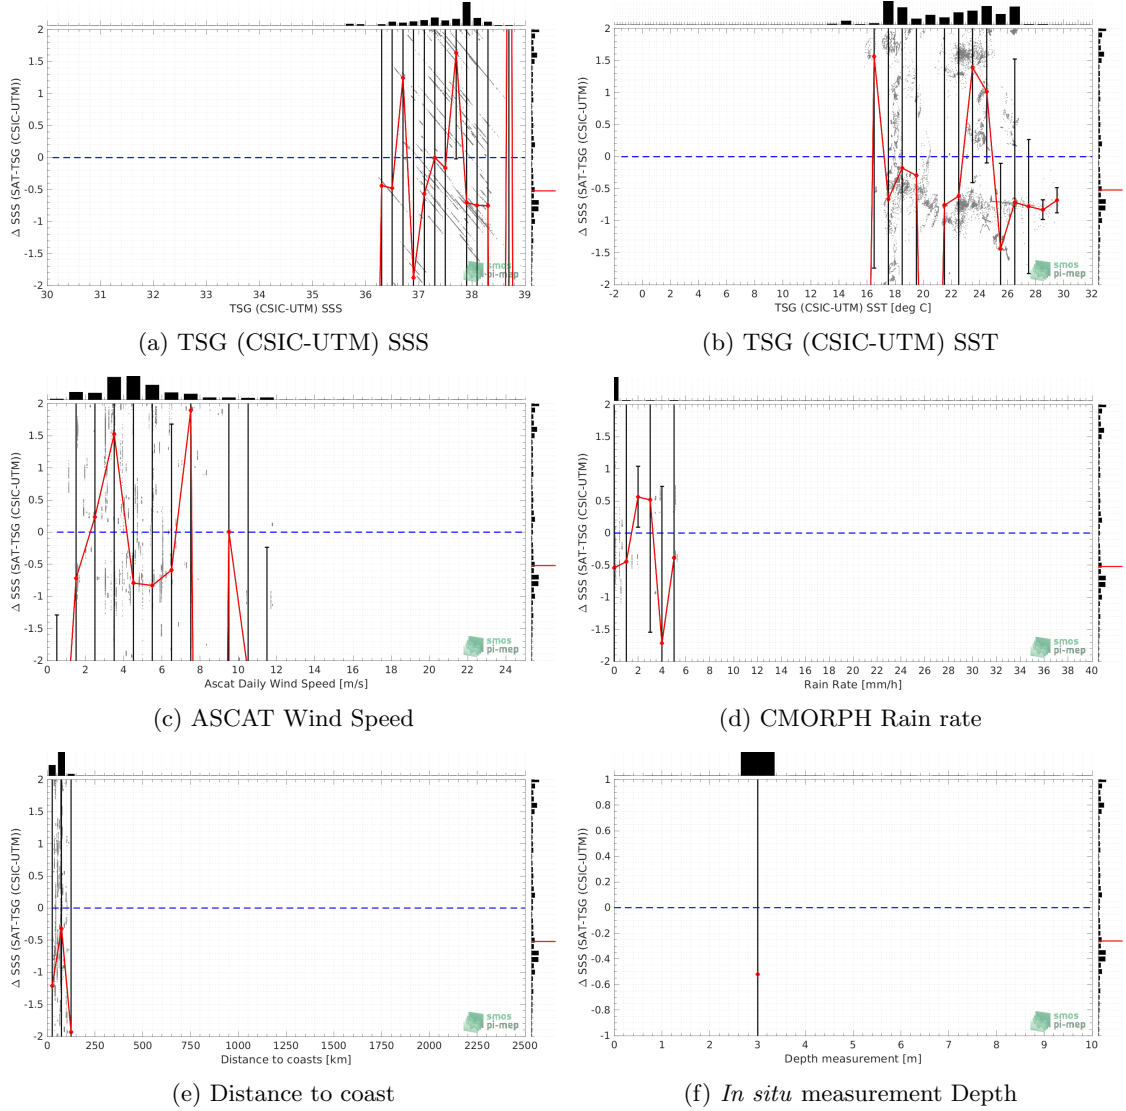 Δ SSS (SAT-TSG (CSIC-UTM))
2
1.5
1
0.5
0
-0.5
-1
-1.5
-2
30 31 32 33 34 35 36 37 38 39
TSG (CSIC-UTM) SSS
smos
pi-mep
(a) TSG (CSIC-UTM) SSS
Δ SSS (SAT-TSG (CSIC-UTM))
2
1.5
1
0.5
0
-0.5
-1
-1.5
-2
-2 0 2 4 6 8 10 12 14 16 18 20 22 24 26 28 30 32
TSG (CSIC-UTM) SST [deg C]
smos
pi-mep
(b) TSG (CSIC-UTM) SST
Δ SSS (SAT-TSG (CSIC-UTM))
2
1.5
1
0.5
0
-0.5
-1
-1.5
-2
0 2 4 6 8 10 12 14 16 18 20 22 24
Ascat Daily Wind Speed [m/s]
smos
pi-mep
(c) ASCAT Wind Speed
Δ SSS (SAT-TSG (CSIC-UTM))
2
1.5
1
0.5
0
-0.5
-1
-1.5
-2
0 2 4 6 8 10 12 14 16 18 20 22 24 26 28 30 32 34 36 38 40
Rain Rate [mm/h]
smos
pi-mep
(d) CMORPH Rain rate
Δ SSS (SAT-TSG (CSIC-UTM))
2
1.5
1
0.5
0
-0.5
-1
-1.5
-2
0 250 500 750 1000 1250 1500 1750 2000 2250 2500
Distance to coasts [km]
smos
pi-mep
(e) Distance to coast
Δ SSS (SAT-TSG (CSIC-UTM))
1
0.8
0.6
0.4
0.2
0
-0.2
-0.4
-0.6
-0.8
-1
0 1 2 3 4 5 6 7 8 9 10
Depth measurement [m]
smos
pi-mep
(f) In situ measurement Depth